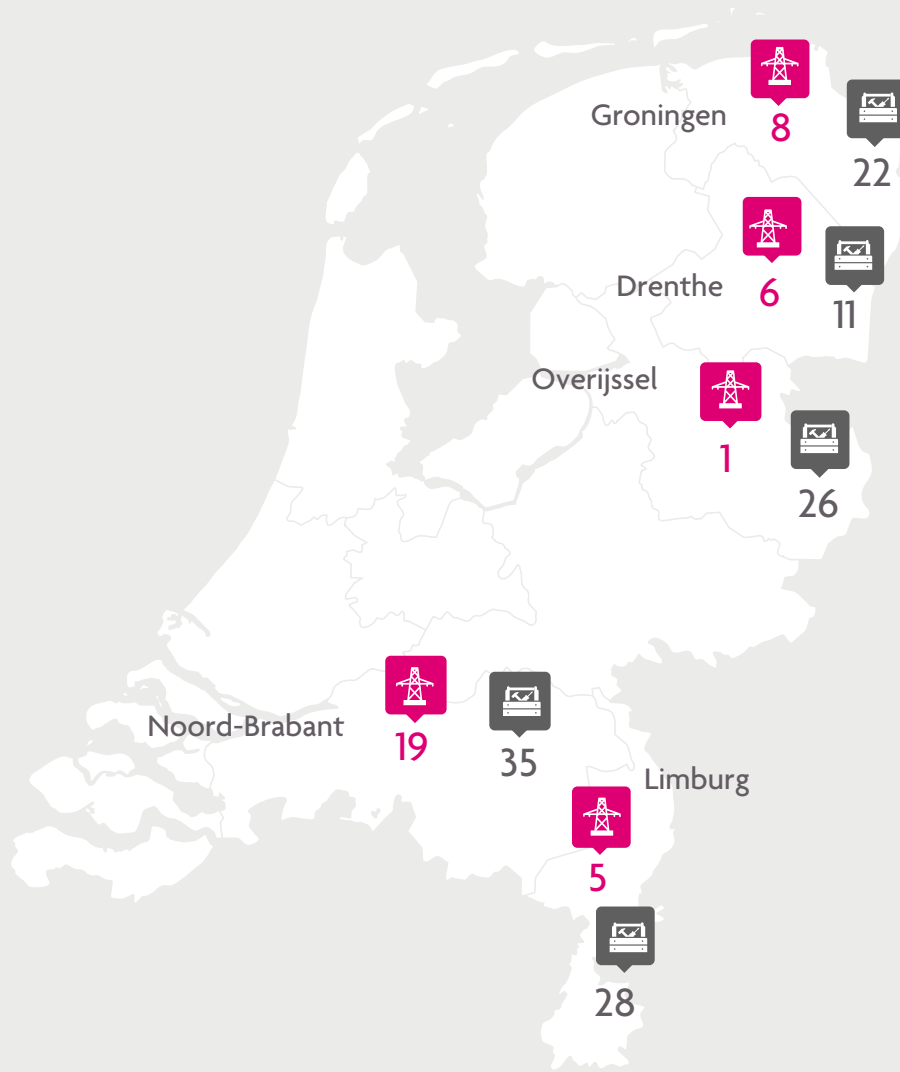 Groningen
8
22
Drenthe
6
11
Overijssel
1
26
Noord-Brabant
19
35
Limburg
5
28